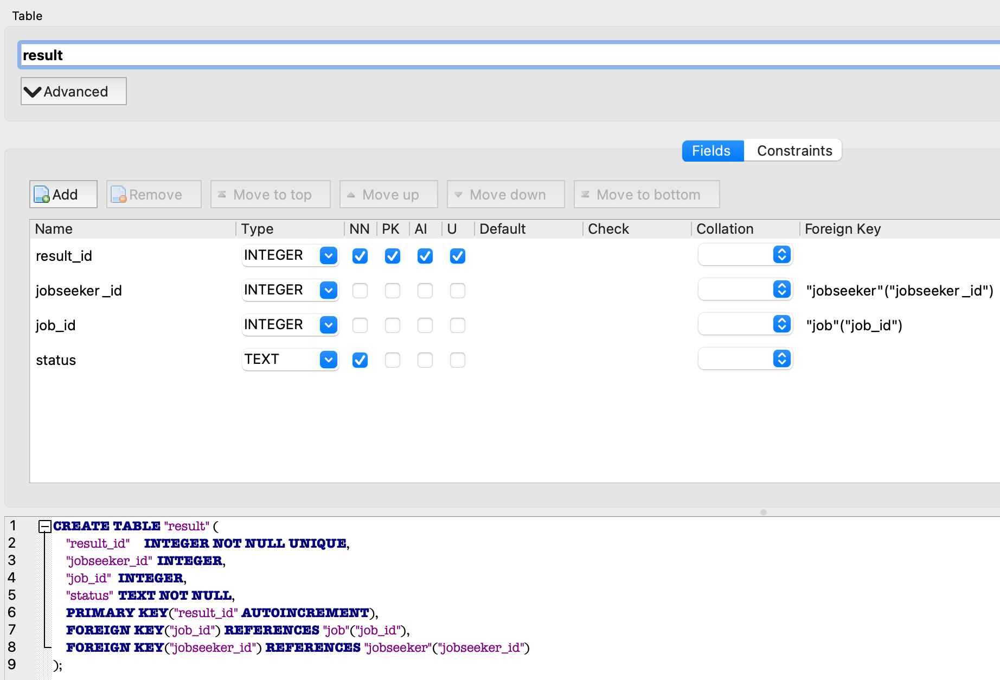 Table
result
Advanced
Fields Constraints
Add Remove Move to top Move up Move down Move to bottom
Name Type NN PK AI U Default Check Collation Foreign Key
result_id INTEGER
jobseeker_id INTEGER "jobseeker"("jobseeker_id")
job_id INTEGER "job"("job_id")
status TEXT
1 CREATE TABLE "result" (
2 "result_id" INTEGER NOT NULL UNIQUE,
3 "jobseeker_id" INTEGER,
4 "job_id" INTEGER,
5 "status" TEXT NOT NULL,
6 PRIMARY KEY("result_id" AUTOINCREMENT),
7 FOREIGN KEY("job_id") REFERENCES "job"("job_id"),
8 FOREIGN KEY("jobseeker_id") REFERENCES "jobseeker"("jobseeker_id")
9 );